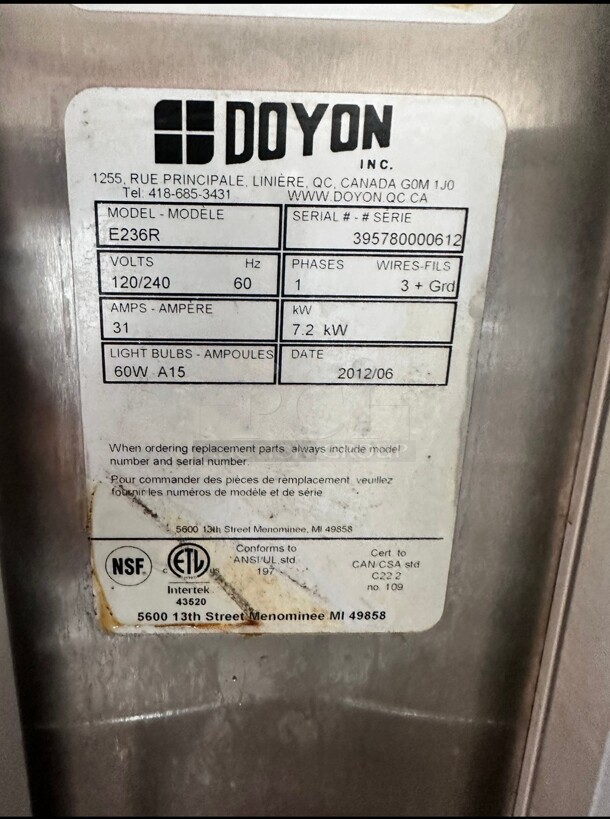 DOYON
INC.
1255, RUE PRINCIPALE, LINIÈRE, QC, CANADA G0M 1J0
Tel: 418-685-3431 WWW.DOYON.QC.CA
MODEL - MODÈLE SERIAL # - # SÉRIE
E236R 395780000612
VOLTS Hz PHASES WIRES-FILS
120/240 60 1 3 + Grd
AMPS - AMPÈRE kW
31 7.2 kW
LIGHT BULBS - AMPOULES DATE
60W A15 2012/06
When ordering replacement parts, always include model
number and serial number.
Pour commander des pièces de remplacement, veuillez
fournir les numéros de modèle et de série
5600 13th Street Menominee, MI 49858
NSF
c ETL us
Intertek
43520
Conforms to
ANSI/UL std.
197
Cert. to
CAN/CSA std
C22.2
no. 109
5600 13th Street Menominee MI 49858